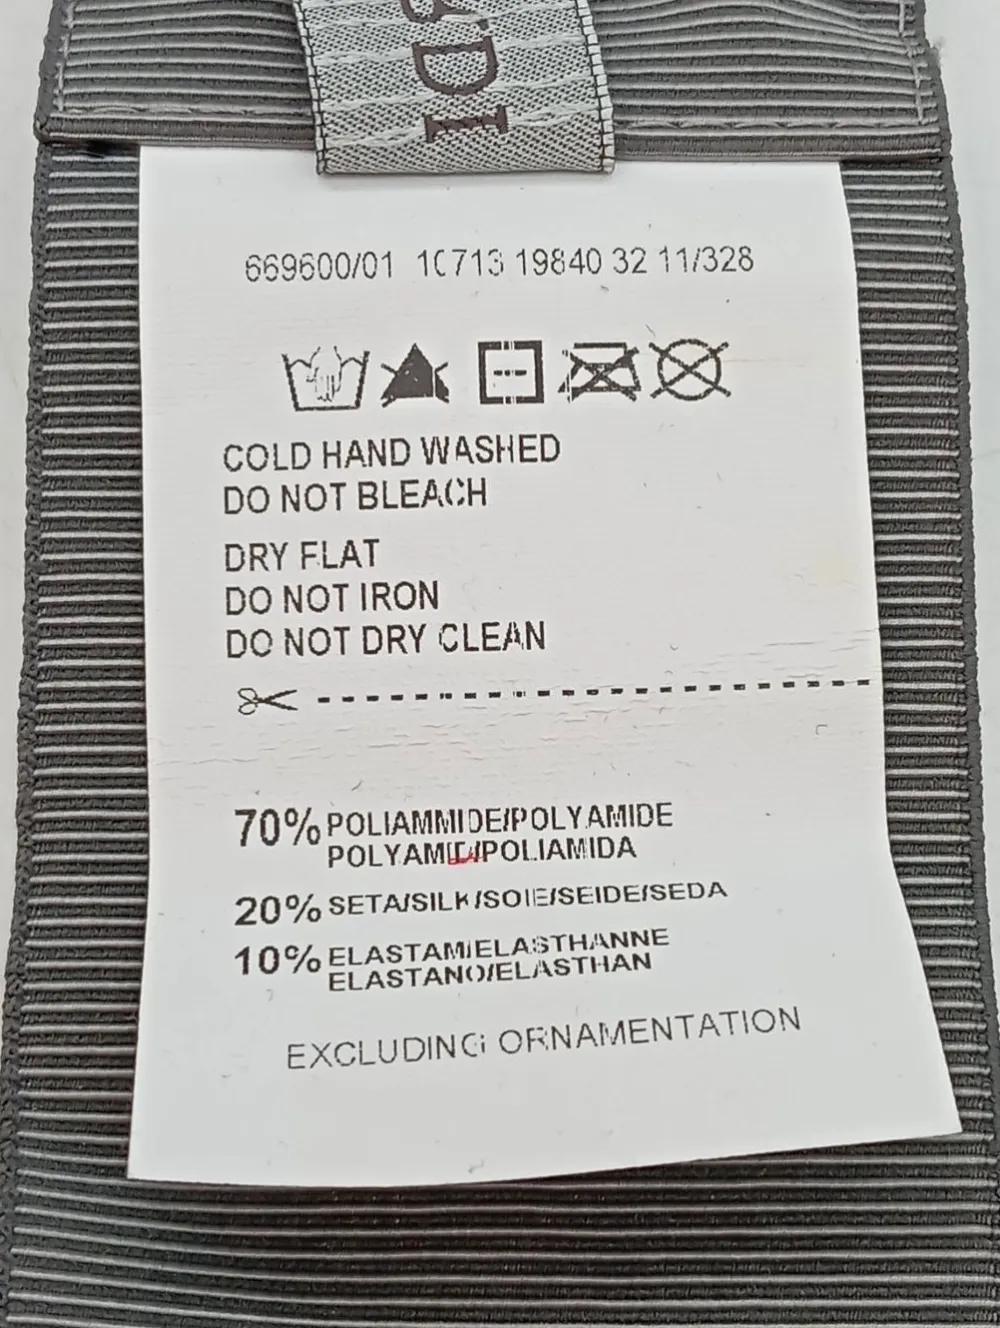 DI
669600/01 10713 19840 32 11/328
COLD HAND WASHED
DO NOT BLEACH
DRY FLAT
DO NOT IRON
DO NOT DRY CLEAN
70% POLIAMMIDE/POLYAMIDE
POLYAMID/POLIAMIDA
20% SETA/SILK/SOIE/SEIDE/SEDA
10% ELASTAM/ELASTHANNE
ELASTANO/ELASTHAN
EXCLUDING ORNAMENTATION